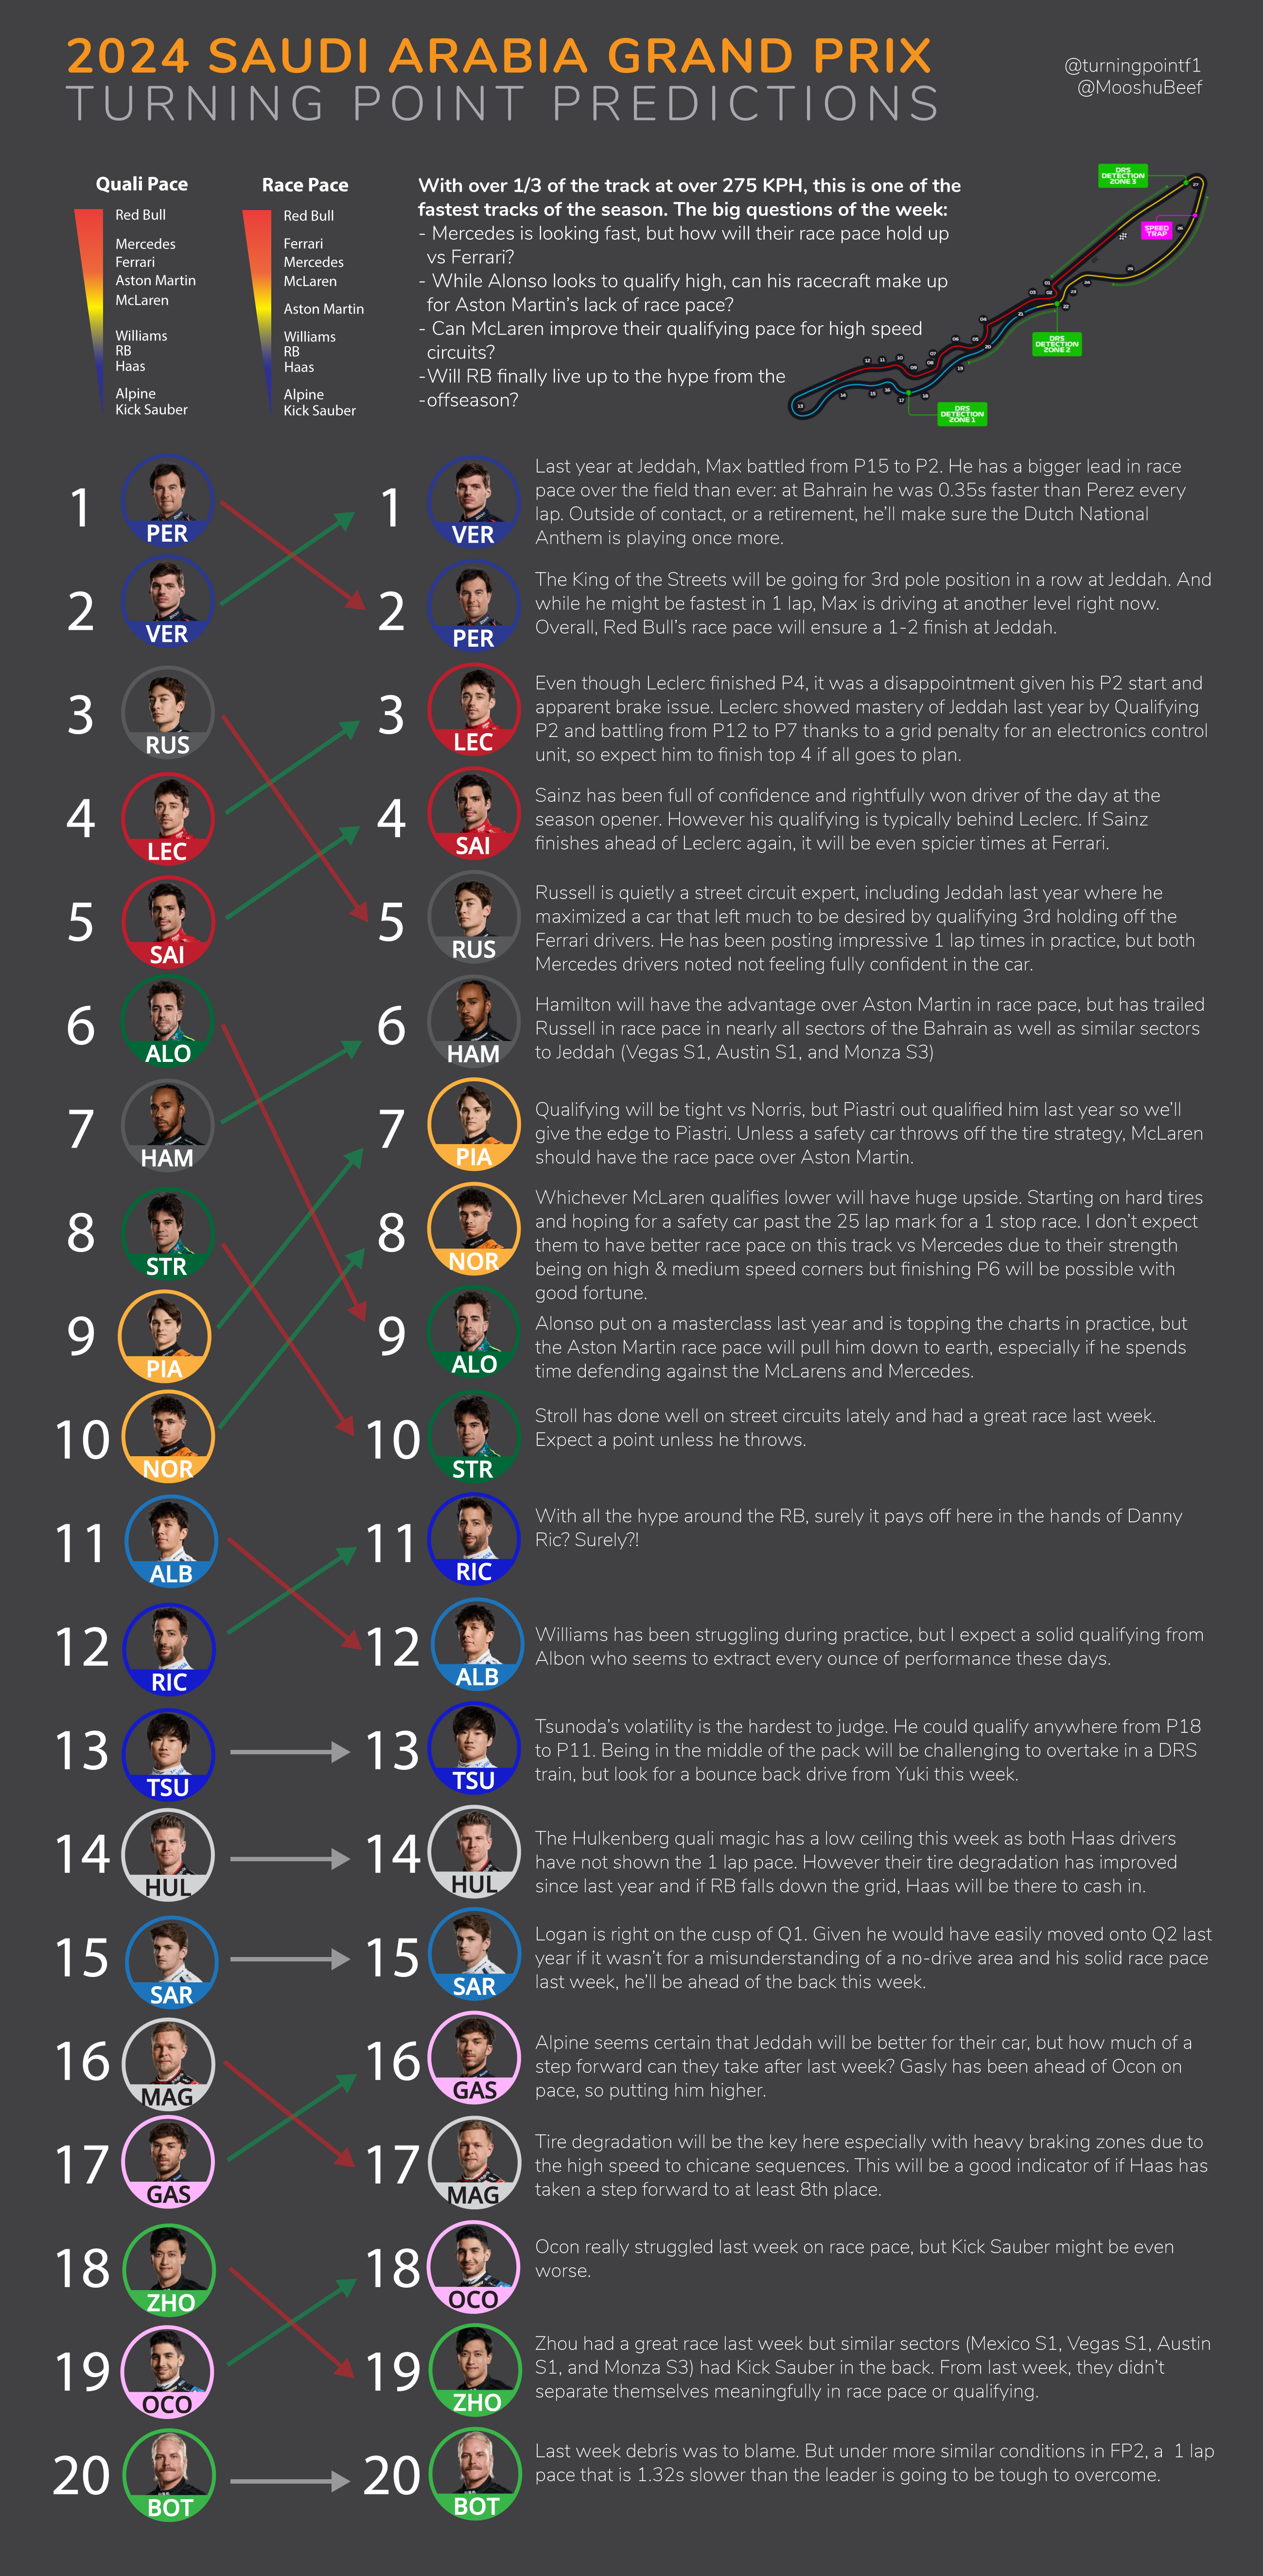 2024 SAUDI ARABIA GRAND PRIX
TURNING POINT PREDICTIONS
@turningpointf1
@MooshuBeef
Quali Pace
Red Bull
Mercedes
Ferrari
Aston Martin
McLaren
Williams
RB
Haas
Alpine
Kick Sauber
Race Pace
Red Bull
Ferrari
Mercedes
McLaren
Aston Martin
Williams
RB
Haas
Alpine
Kick Sauber
With over 1/3 of the track at over 275 KPH, this is one of the
fastest tracks of the season. The big questions of the week:
- Mercedes is looking fast, but how will their race pace hold up
vs Ferrari?
- While Alonso looks to qualify high, can his racecraft make up
for Aston Martin's lack of race pace?
- Can McLaren improve their qualifying pace for high speed
circuits?
-Will RB finally live up to the hype from the
-offseason?
DRS
DETECTION
ZONE 3
27
SPEED
TRAP
26
25
24
23
22
01
02
03
04
21
DRS
DETECTION
ZONE 2
05
06
20
07
08
09
10
11
12
19
18
17
16
15
14
13
DRS
DETECTION
ZONE 1
1
PER
1
VER
Last year at Jeddah, Max battled from P15 to P2. He has a bigger lead in race
pace over the field than ever: at Bahrain he was 0.35s faster than Perez every
lap. Outside of contact, or a retirement, he'll make sure the Dutch National
Anthem is playing once more.
2
VER
2
PER
The King of the Streets will be going for 3rd pole position in a row at Jeddah. And
while he might be fastest in 1 lap, Max is driving at another level right now.
Overall, Red Bull's race pace will ensure a 1-2 finish at Jeddah.
3
RUS
3
LEC
Even though Leclerc finished P4, it was a disappointment given his P2 start and
apparent brake issue. Leclerc showed mastery of Jeddah last year by Qualifying
P2 and battling from P12 to P7 thanks to a grid penalty for an electronics control
unit, so expect him to finish top 4 if all goes to plan.
4
LEC
4
SAI
Sainz has been full of confidence and rightfully won driver of the day at the
season opener. However his qualifying is typically behind Leclerc. If Sainz
finishes ahead of Leclerc again, it will be even spicier times at Ferrari.
5
SAI
5
RUS
Russell is quietly a street circuit expert, including Jeddah last year where he
maximized a car that left much to be desired by qualifying 3rd holding off the
Ferrari drivers. He has been posting impressive 1 lap times in practice, but both
Mercedes drivers noted not feeling fully confident in the car.
6
ALO
6
HAM
Hamilton will have the advantage over Aston Martin in race pace, but has trailed
Russell in race pace in nearly all sectors of the Bahrain as well as similar sectors
to Jeddah (Vegas S1, Austin S1, and Monza S3)
7
HAM
7
PIA
Qualifying will be tight vs Norris, but Piastri out qualified him last year so we'll
give the edge to Piastri. Unless a safety car throws off the tire strategy, McLaren
should have the race pace over Aston Martin.
8
STR
8
NOR
Whichever McLaren qualifies lower will have huge upside. Starting on hard tires
and hoping for a safety car past the 25 lap mark for a 1 stop race. I don't expect
them to have better race pace on this track vs Mercedes due to their strength
being on high & medium speed corners but finishing P6 will be possible with
good fortune.
9
PIA
9
ALO
Alonso put on a masterclass last year and is topping the charts in practice, but
the Aston Martin race pace will pull him down to earth, especially if he spends
time defending against the McLarens and Mercedes.
10
NOR
10
STR
Stroll has done well on street circuits lately and had a great race last week.
Expect a point unless he throws.
11
ALB
11
RIC
With all the hype around the RB, surely it pays off here in the hands of Danny
Ric? Surely?!
12
RIC
12
ALB
Williams has been struggling during practice, but I expect a solid qualifying from
Albon who seems to extract every ounce of performance these days.
13
TSU
13
TSU
Tsunoda's volatility is the hardest to judge. He could qualify anywhere from P18
to P11. Being in the middle of the pack will be challenging to overtake in a DRS
train, but look for a bounce back drive from Yuki this week.
14
HUL
14
HUL
The Hulkenberg quali magic has a low ceiling this week as both Haas drivers
have not shown the 1 lap pace. However their tire degradation has improved
since last year and if RB falls down the grid, Haas will be there to cash in.
15
SAR
15
SAR
Logan is right on the cusp of Q1. Given he would have easily moved onto Q2 last
year if it wasn't for a misunderstanding of a no-drive area and his solid race pace
last week, he'll be ahead of the back this week.
16
MAG
16
GAS
Alpine seems certain that Jeddah will be better for their car, but how much of a
step forward can they take after last week? Gasly has been ahead of Ocon on
pace, so putting him higher.
17
GAS
17
MAG
Tire degradation will be the key here especially with heavy braking zones due to
the high speed to chicane sequences. This will be a good indicator of if Haas has
taken a step forward to at least 8th place.
18
ZHO
18
OCO
Ocon really struggled last week on race pace, but Kick Sauber might be even
worse.
19
OCO
19
ZHO
Zhou had a great race last week but similar sectors (Mexico S1, Vegas S1, Austin
S1, and Monza S3) had Kick Sauber in the back. From last week, they didn't
separate themselves meaningfully in race pace or qualifying.
20
BOT
20
BOT
Last week debris was to blame. But under more similar conditions in FP2, a 1 lap
pace that is 1.32s slower than the leader is going to be tough to overcome.